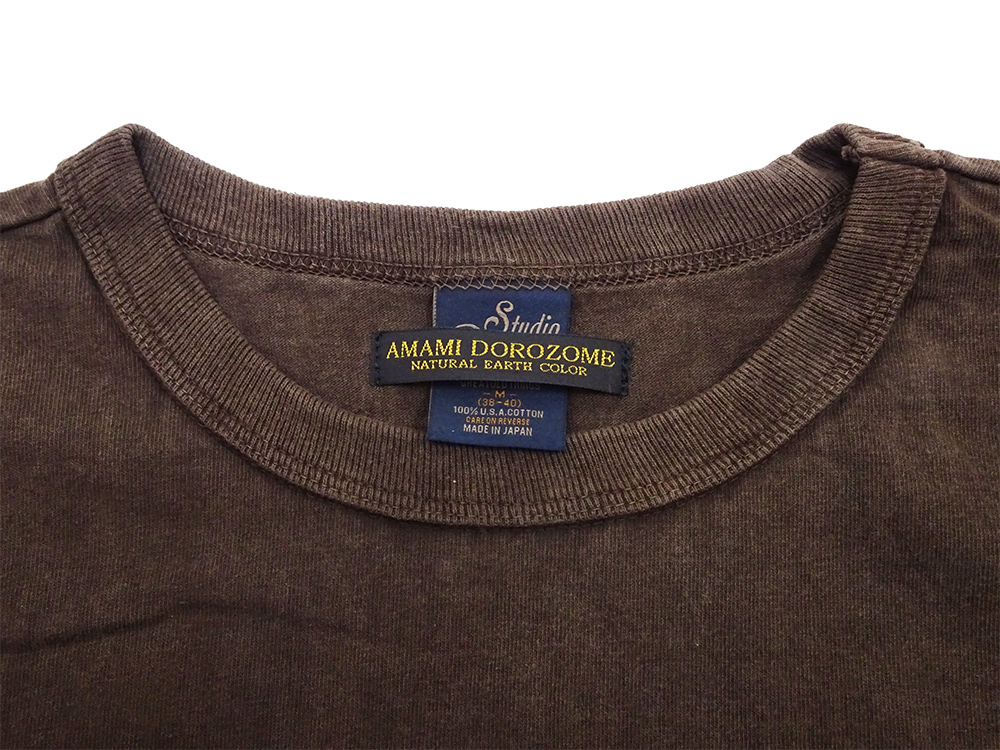 Studio
AMAMI DOROZOME
NATURAL EARTH COLOR
- M -
(38-40)
100% U.S.A. COTTON
CARE ON REVERSE
MADE IN JAPAN